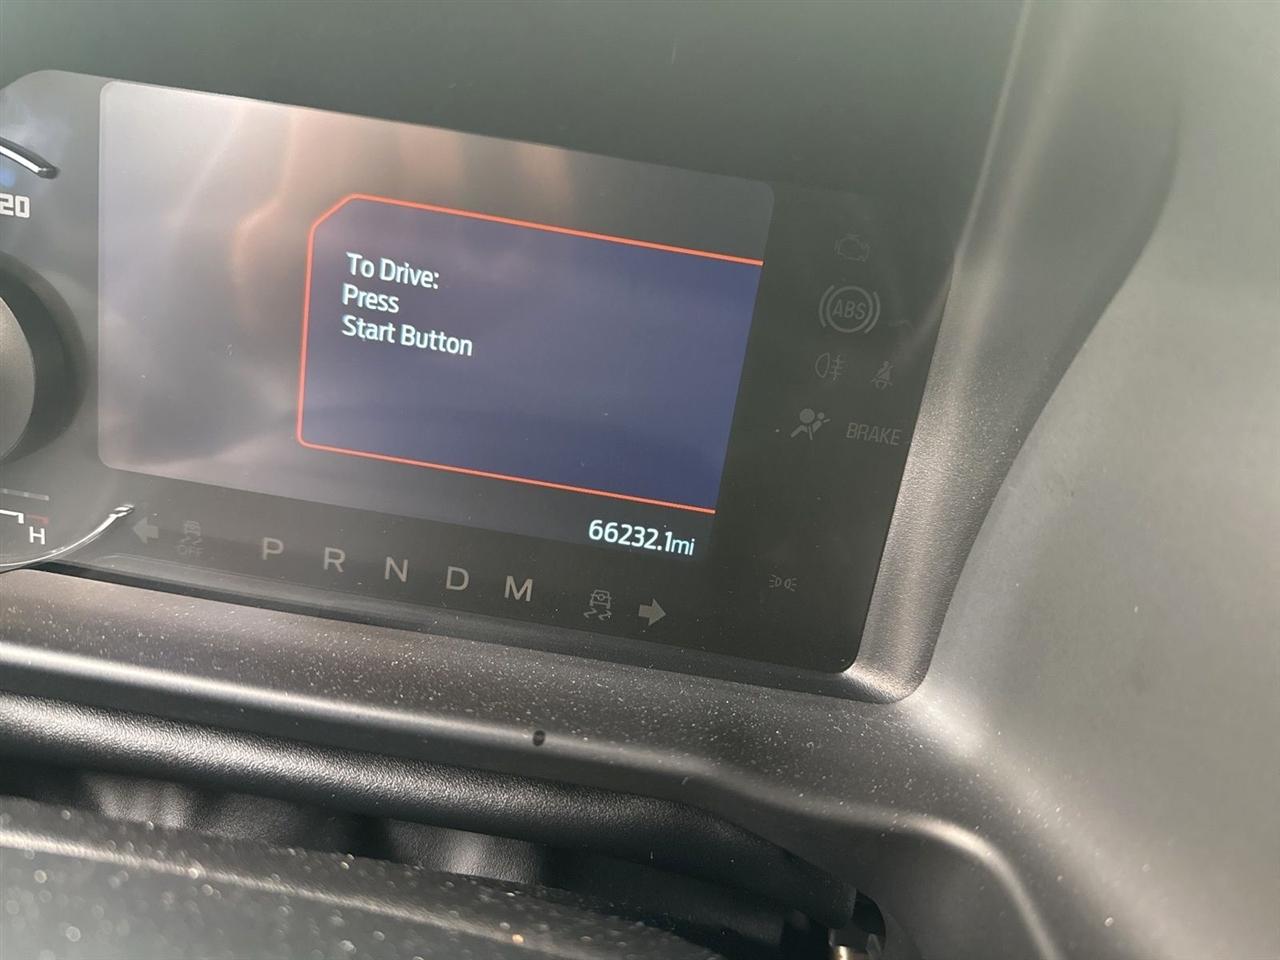 20
To Drive:
Press
Start Button
ABS
BRAKE
66232.1mi
H
OFF
P R N D M